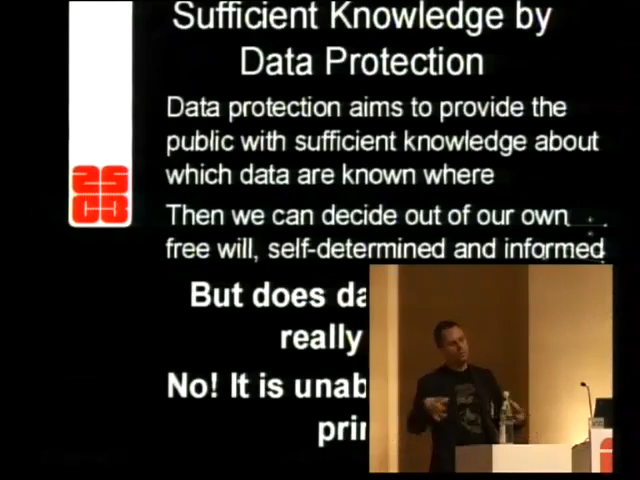 Sufficient Knowledge by
Data Protection
Data protection aims to provide the
public with sufficient knowledge about
which data are known where
Then we can decide out of our own
free will, self-determined and informed
25
C3
But does
really
No! It is